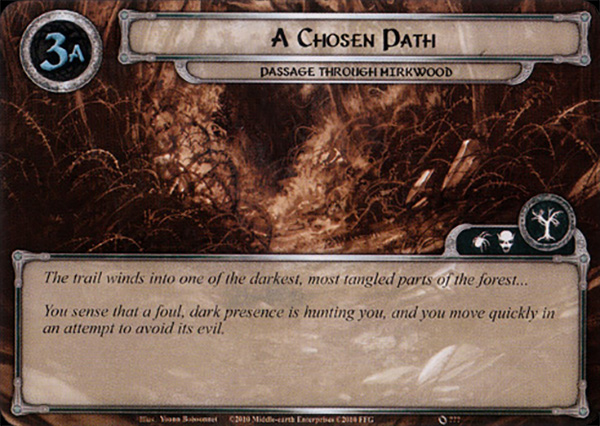 3A
A Chosen Path
Passage Through Mirkwood
The trail winds into one of the darkest, most tangled parts of the forest...
You sense that a foul, dark presence is hunting you, and you move quickly in
an attempt to avoid its evil.
Illus. Yoann Boissonnet ©2010 Middle-earth Enterprises ©2010 FFG ???